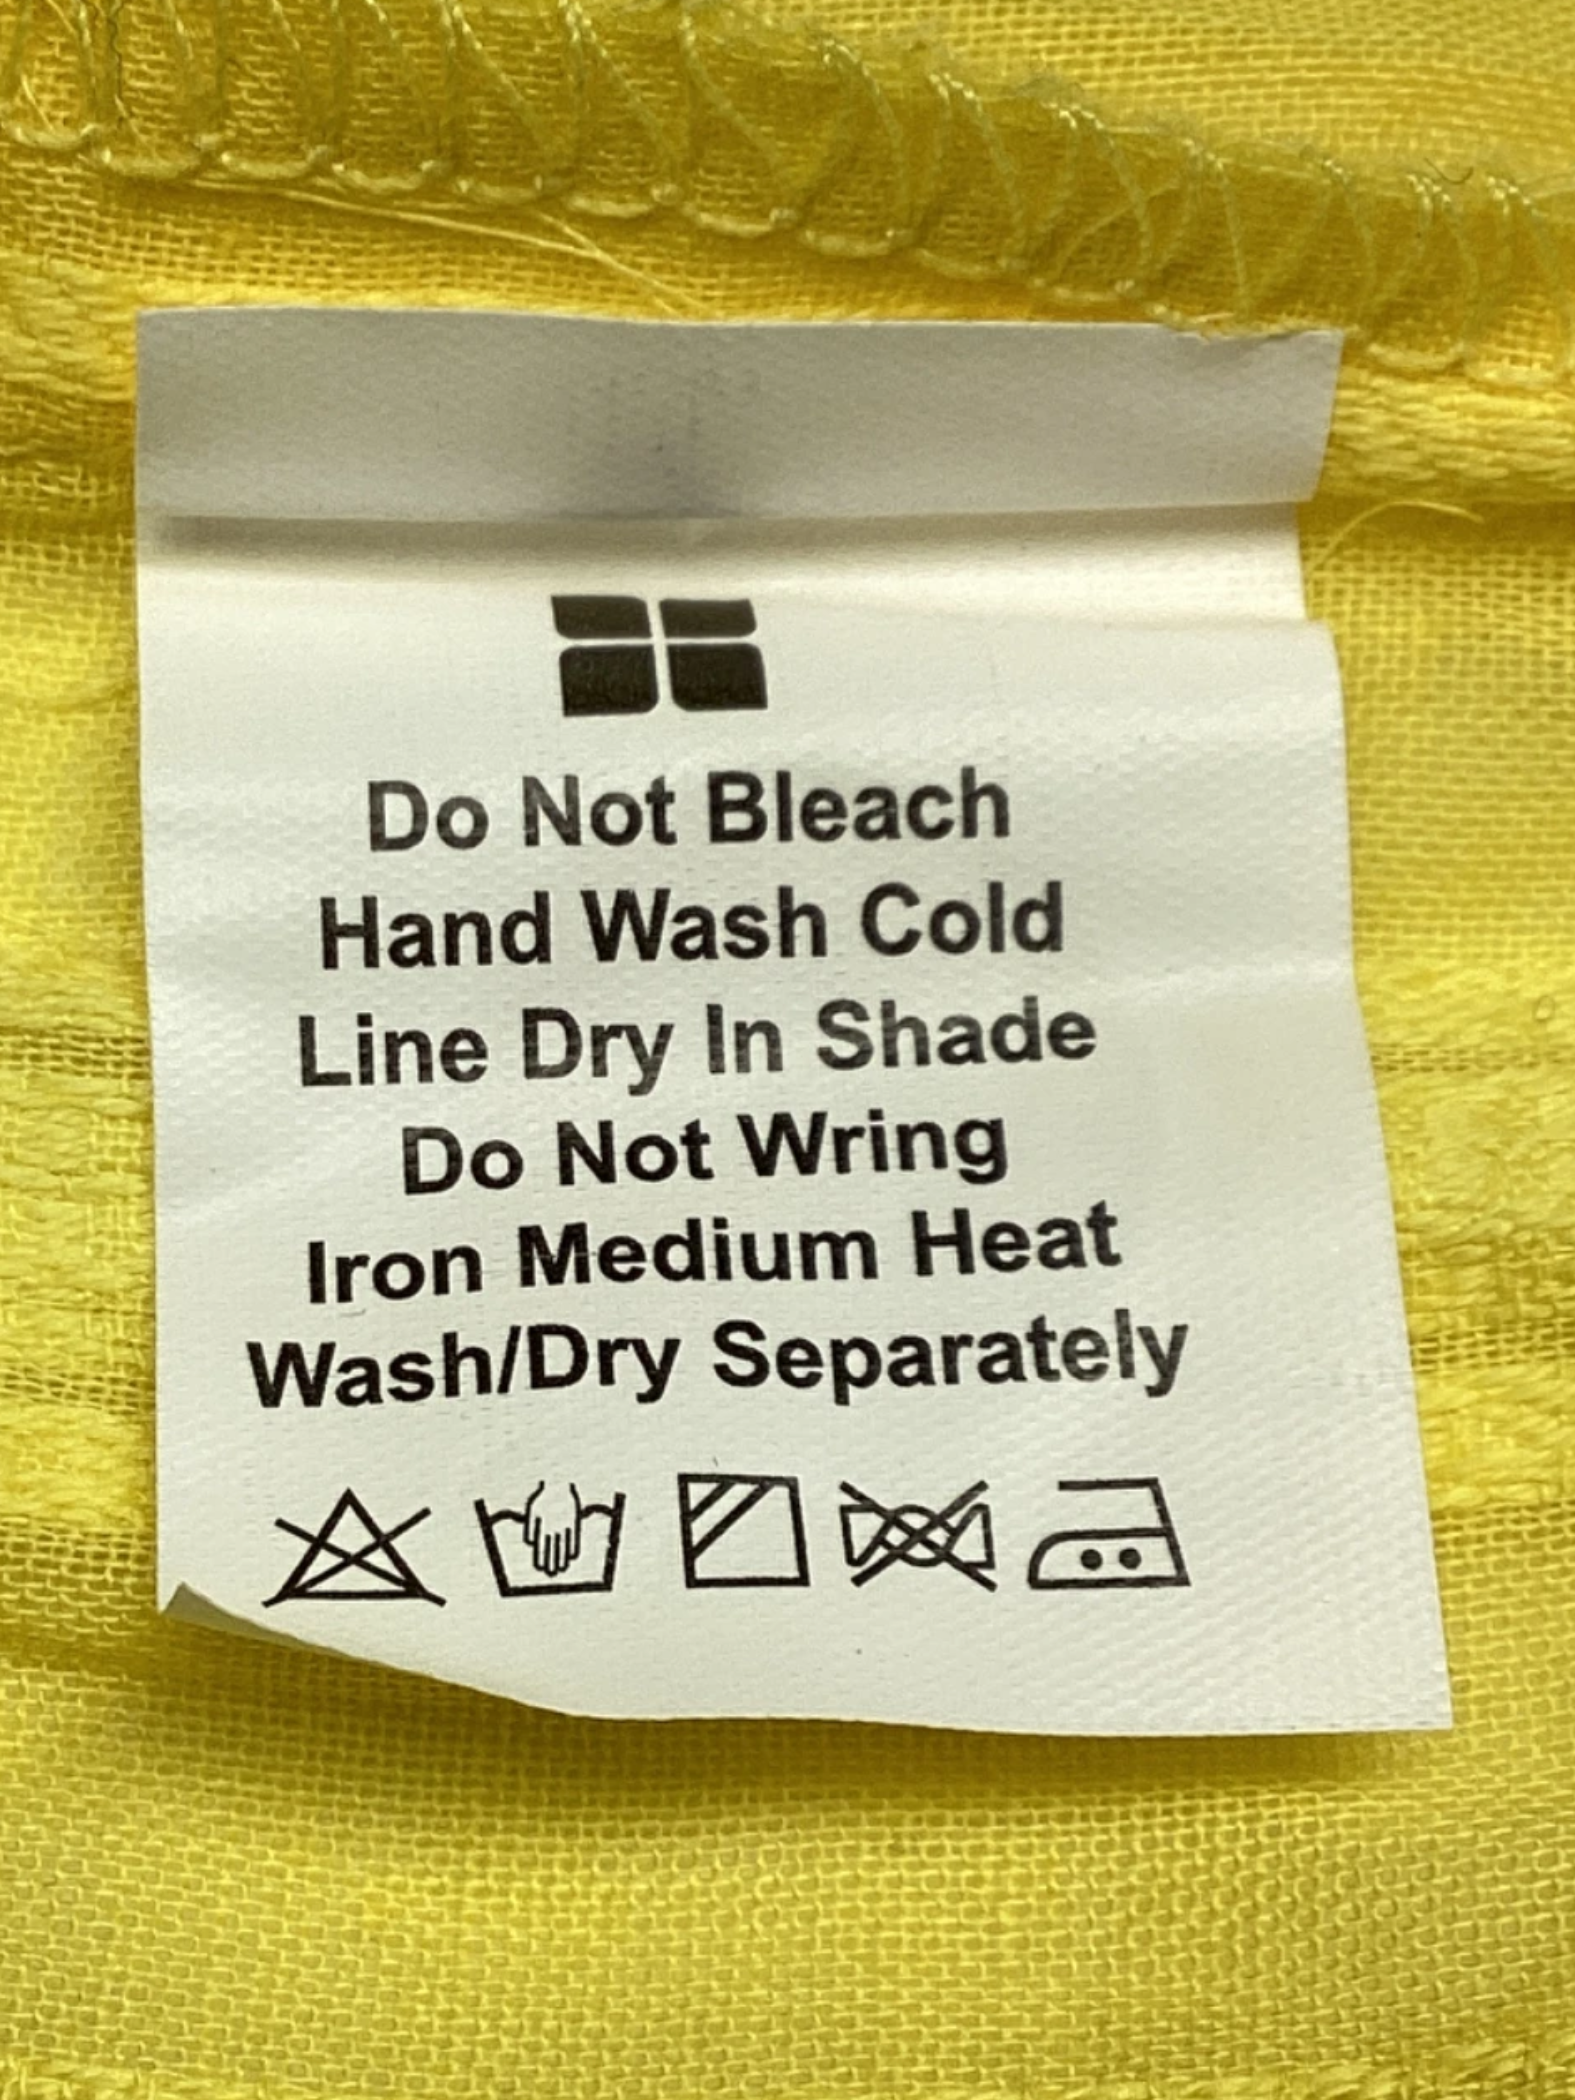 Do Not Bleach
Hand Wash Cold
Line Dry In Shade
Do Not Wring
Iron Medium Heat
Wash/Dry Separately